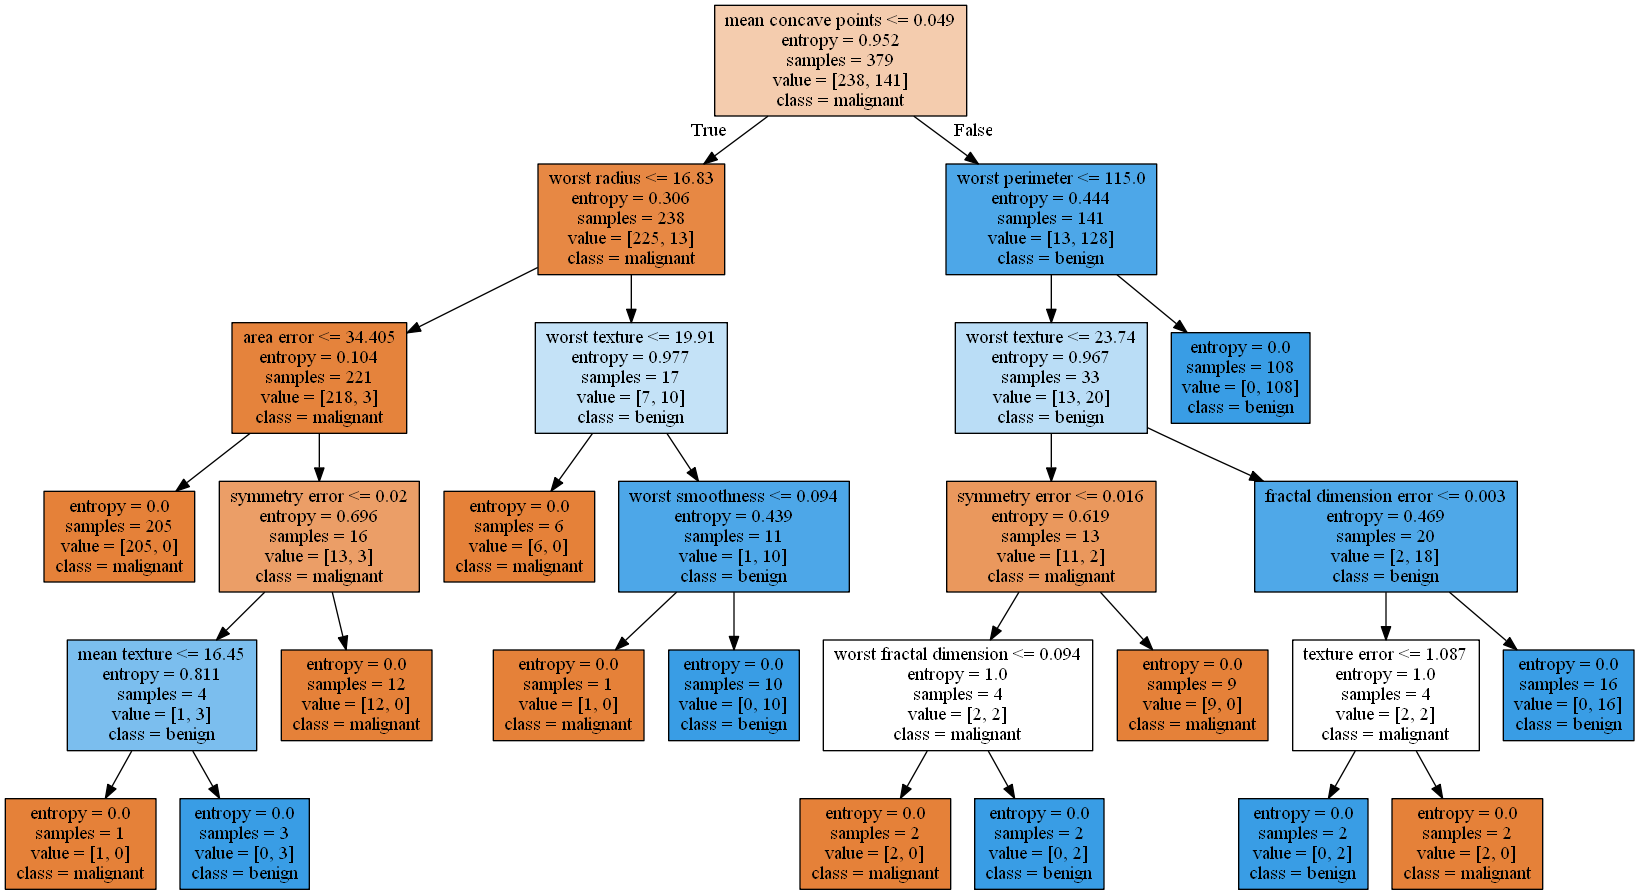 mean concave points <= 0.049
entropy = 0.952
samples = 379
value = [238, 141]
class = malignant
True
False
worst radius <= 16.83
entropy = 0.306
samples = 238
value = [225, 13]
class = malignant
worst perimeter <= 115.0
entropy = 0.444
samples = 141
value = [13, 128]
class = benign
area error <= 34.405
entropy = 0.104
samples = 221
value = [218, 3]
class = malignant
worst texture <= 19.91
entropy = 0.977
samples = 17
value = [7, 10]
class = benign
worst texture <= 23.74
entropy = 0.967
samples = 33
value = [13, 20]
class = benign
entropy = 0.0
samples = 108
value = [0, 108]
class = benign
entropy = 0.0
samples = 205
value = [205, 0]
class = malignant
symmetry error <= 0.02
entropy = 0.696
samples = 16
value = [13, 3]
class = malignant
entropy = 0.0
samples = 6
value = [6, 0]
class = malignant
worst smoothness <= 0.094
entropy = 0.439
samples = 11
value = [1, 10]
class = benign
symmetry error <= 0.016
entropy = 0.619
samples = 13
value = [11, 2]
class = malignant
fractal dimension error <= 0.003
entropy = 0.469
samples = 20
value = [2, 18]
class = benign
mean texture <= 16.45
entropy = 0.811
samples = 4
value = [1, 3]
class = benign
entropy = 0.0
samples = 12
value = [12, 0]
class = malignant
entropy = 0.0
samples = 1
value = [1, 0]
class = malignant
entropy = 0.0
samples = 10
value = [0, 10]
class = benign
worst fractal dimension <= 0.094
entropy = 1.0
samples = 4
value = [2, 2]
class = malignant
entropy = 0.0
samples = 9
value = [9, 0]
class = malignant
texture error <= 1.087
entropy = 1.0
samples = 4
value = [2, 2]
class = malignant
entropy = 0.0
samples = 16
value = [0, 16]
class = benign
entropy = 0.0
samples = 1
value = [1, 0]
class = malignant
entropy = 0.0
samples = 3
value = [0, 3]
class = benign
entropy = 0.0
samples = 2
value = [2, 0]
class = malignant
entropy = 0.0
samples = 2
value = [0, 2]
class = benign
entropy = 0.0
samples = 2
value = [0, 2]
class = benign
entropy = 0.0
samples = 2
value = [2, 0]
class = malignant